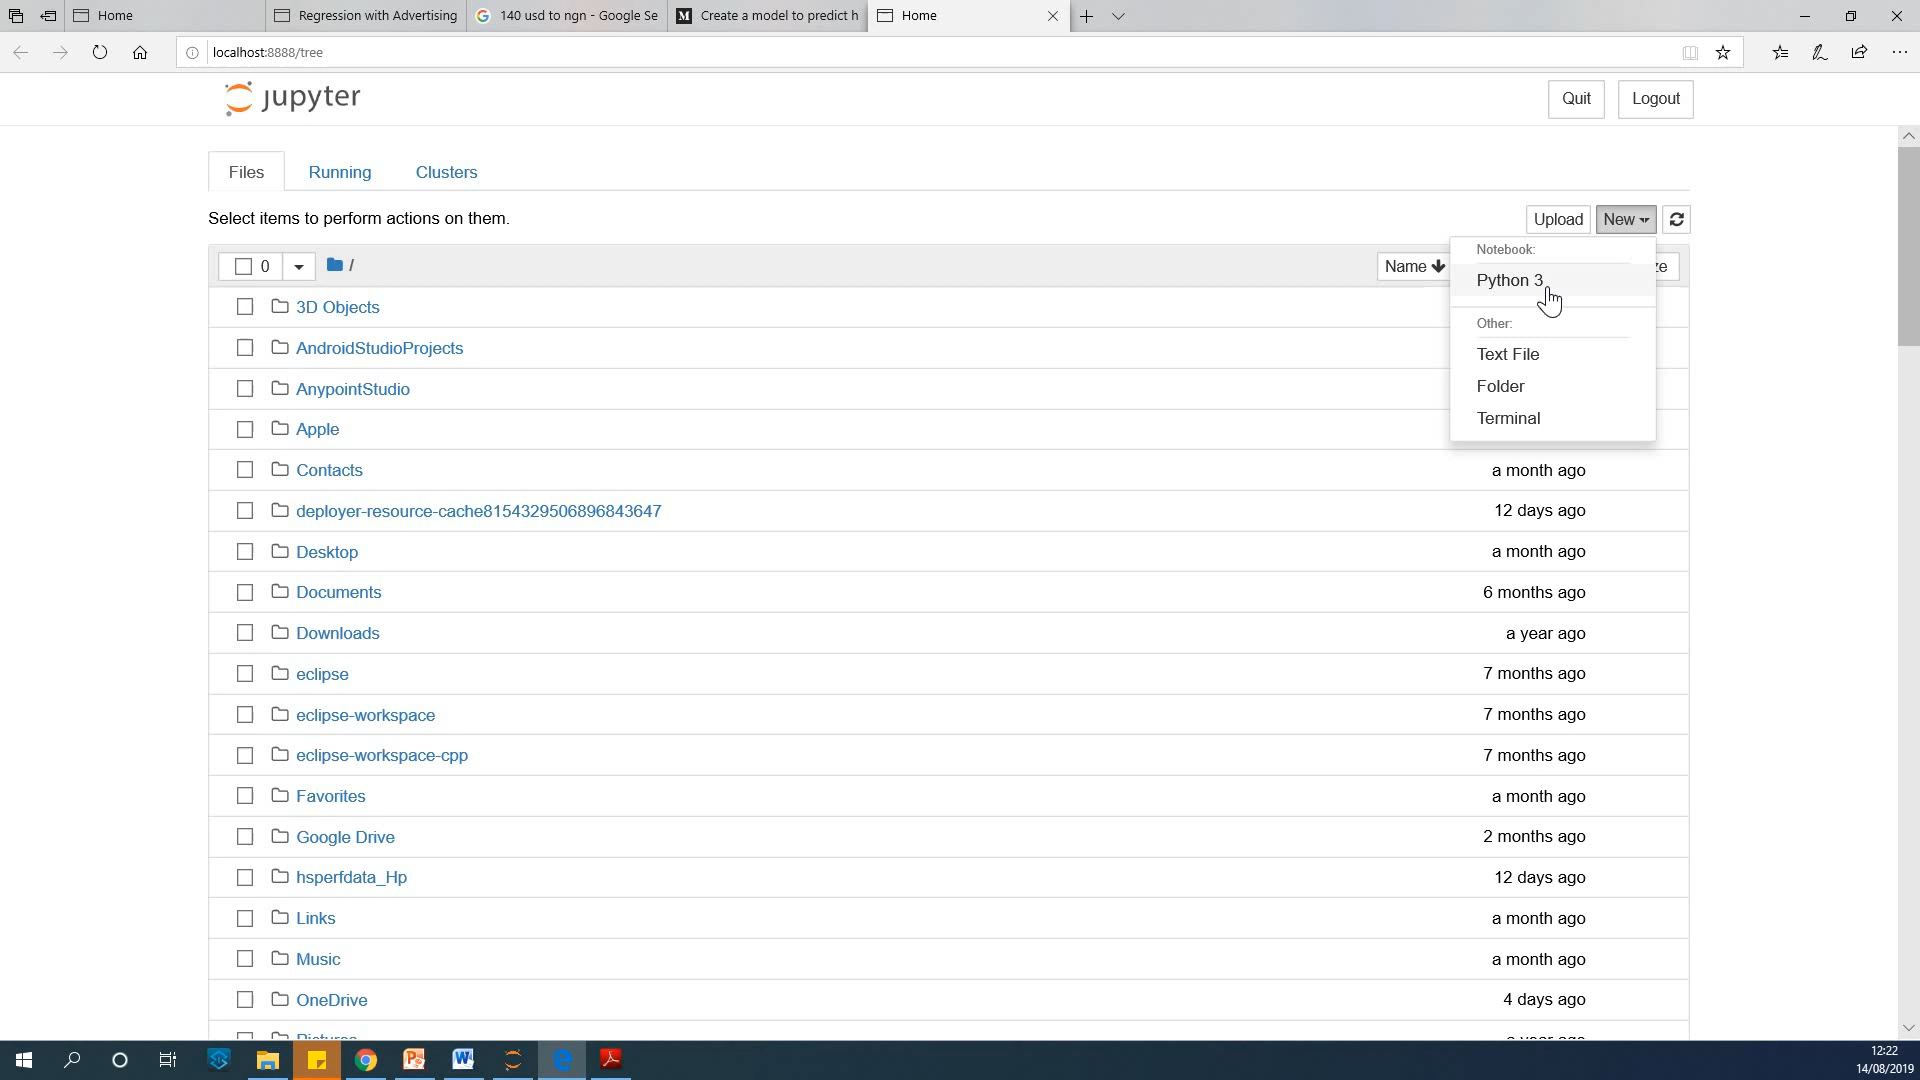 Home
Regression with Advertising
140 usd to ngn - Google Se
Create a model to predict h
Home
localhost:8888/tree
jupyter
Quit
Logout
Files
Running
Clusters
Select items to perform actions on them.
Upload
New
0
/
Name
Notebook:
Python 3
Other:
Text File
Folder
Terminal
3D Objects
AndroidStudioProjects
AnypointStudio
Apple
Contacts
a month ago
deployer-resource-cache8154329506896843647
12 days ago
Desktop
a month ago
Documents
6 months ago
Downloads
a year ago
eclipse
7 months ago
eclipse-workspace
7 months ago
eclipse-workspace-cpp
7 months ago
Favorites
a month ago
Google Drive
2 months ago
hsperfdata_Hp
12 days ago
Links
a month ago
Music
a month ago
OneDrive
4 days ago
12:22
14/08/2019